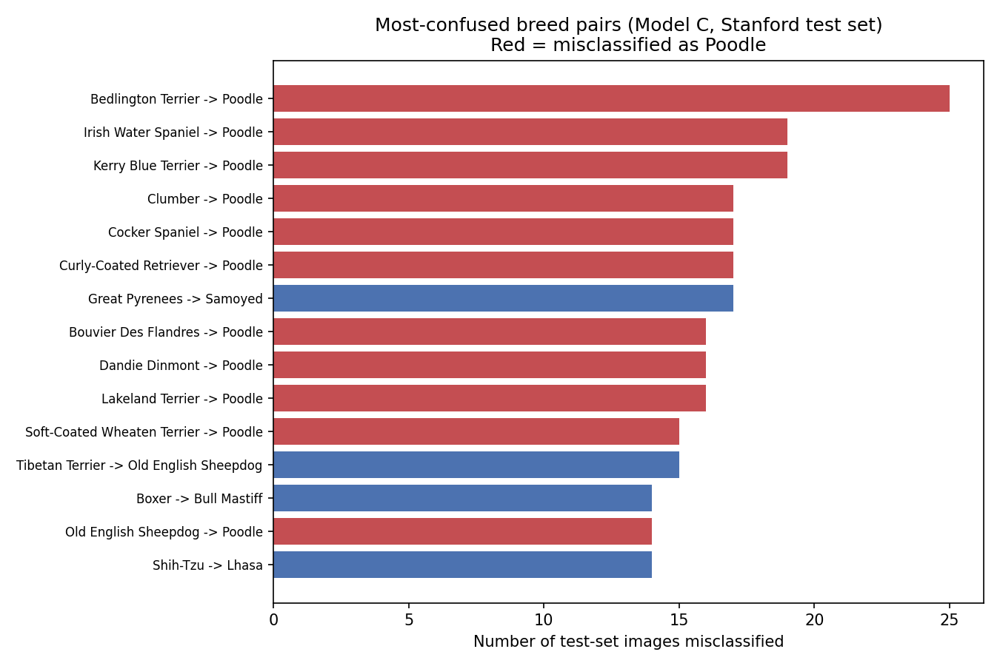 Most-confused breed pairs (Model C, Stanford test set)
Red = misclassified as Poodle
Bedlington Terrier -> Poodle
Irish Water Spaniel -> Poodle
Kerry Blue Terrier -> Poodle
Clumber -> Poodle
Cocker Spaniel -> Poodle
Curly-Coated Retriever -> Poodle
Great Pyrenees -> Samoyed
Bouvier Des Flandres -> Poodle
Dandie Dinmont -> Poodle
Lakeland Terrier -> Poodle
Soft-Coated Wheaten Terrier -> Poodle
Tibetan Terrier -> Old English Sheepdog
Boxer -> Bull Mastiff
Old English Sheepdog -> Poodle
Shih-Tzu -> Lhasa
0 5 10 15 20 25
Number of test-set images misclassified